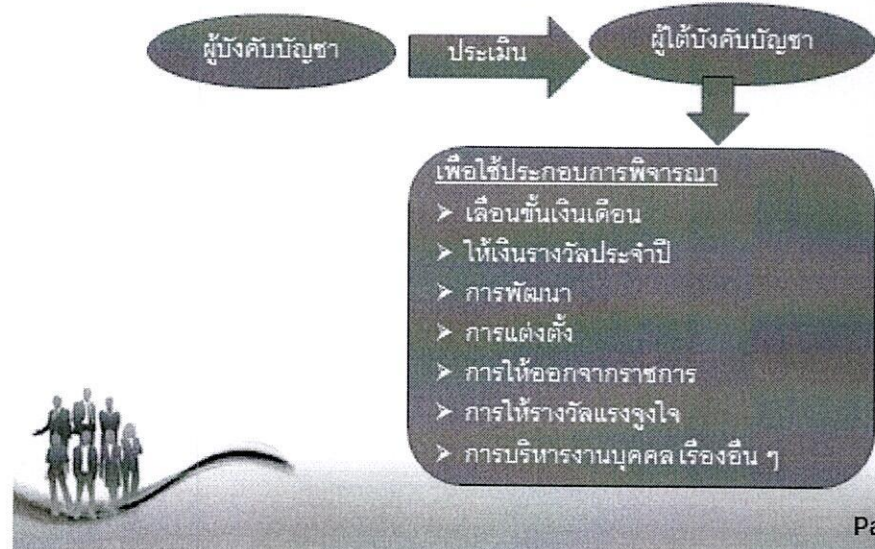 ผู้บังคับบัญชา
ประเมิน
ผู้ใต้บังคับบัญชา
เพื่อใช้ประกอบการพิจารณา
➢ เลื่อนขั้นเงินเดือน
➢ ให้เงินรางวัลประจำปี
➢ การพัฒนา
➢ การแต่งตั้ง
➢ การให้ออกจากราชการ
➢ การให้รางวัลแรงจูงใจ
➢ การบริหารงานบุคคล เรื่องอื่น ๆ
Pa